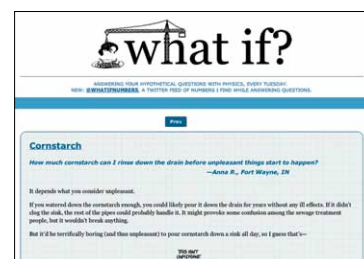 what if?
ANSWERING YOUR HYPOTHETICAL QUESTIONS WITH PHYSICS, EVERY TUESDAY.
NEW: @WHATIFNUMBERS, A TWITTER FEED OF NUMBERS I FIND WHILE ANSWERING QUESTIONS.
Prev
Cornstarch
How much cornstarch can I rinse down the drain before unpleasant things start to happen?
—Anna R., Fort Wayne, IN
It depends what you consider unpleasant.
If you watered down the cornstarch enough, you could likely pour it down the drain for years without any ill effects. If it didn't
clog the sink, the rest of the pipes could probably handle it. It might provoke some confusion among the sewage treatment
people, but it wouldn't break anything.
But it'd be terrifically boring (and thus unpleasant) to pour cornstarch down a sink all day, so I guess that's—
THIS ISN'T
UNPLEASANT